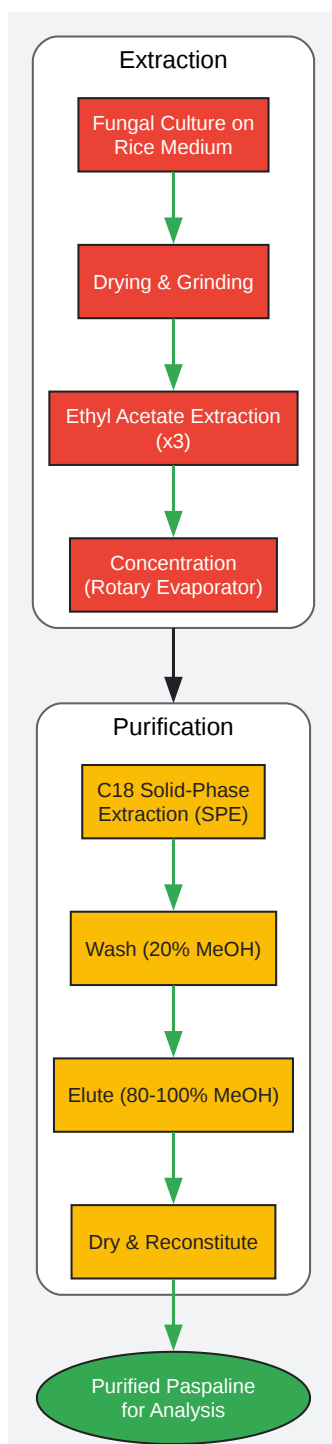 Extraction
Fungal Culture on
Rice Medium
Drying & Grinding
Ethyl Acetate Extraction
(x3)
Concentration
(Rotary Evaporator)
Purification
C18 Solid-Phase
Extraction (SPE)
Wash (20% MeOH)
Elute (80-100% MeOH)
Dry & Reconstitute
Purified Paspaline
for Analysis